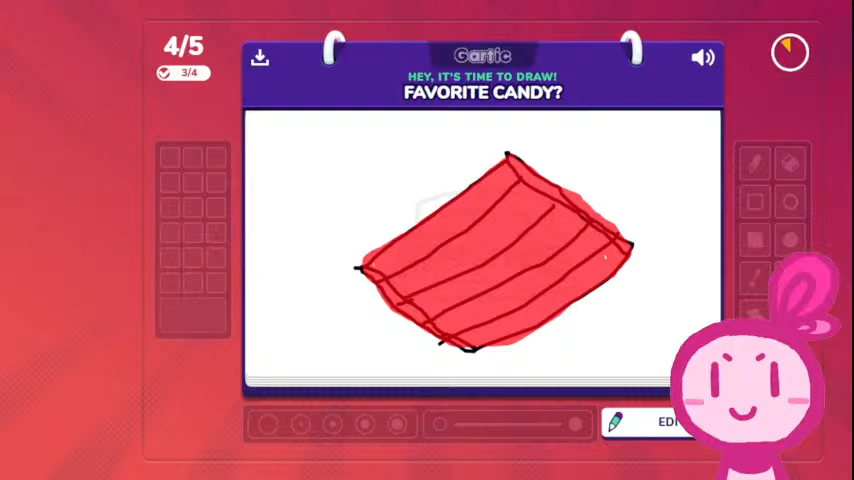 4/5
3/4
Gartic
HEY, IT'S TIME TO DRAW!
FAVORITE CANDY?
EDI